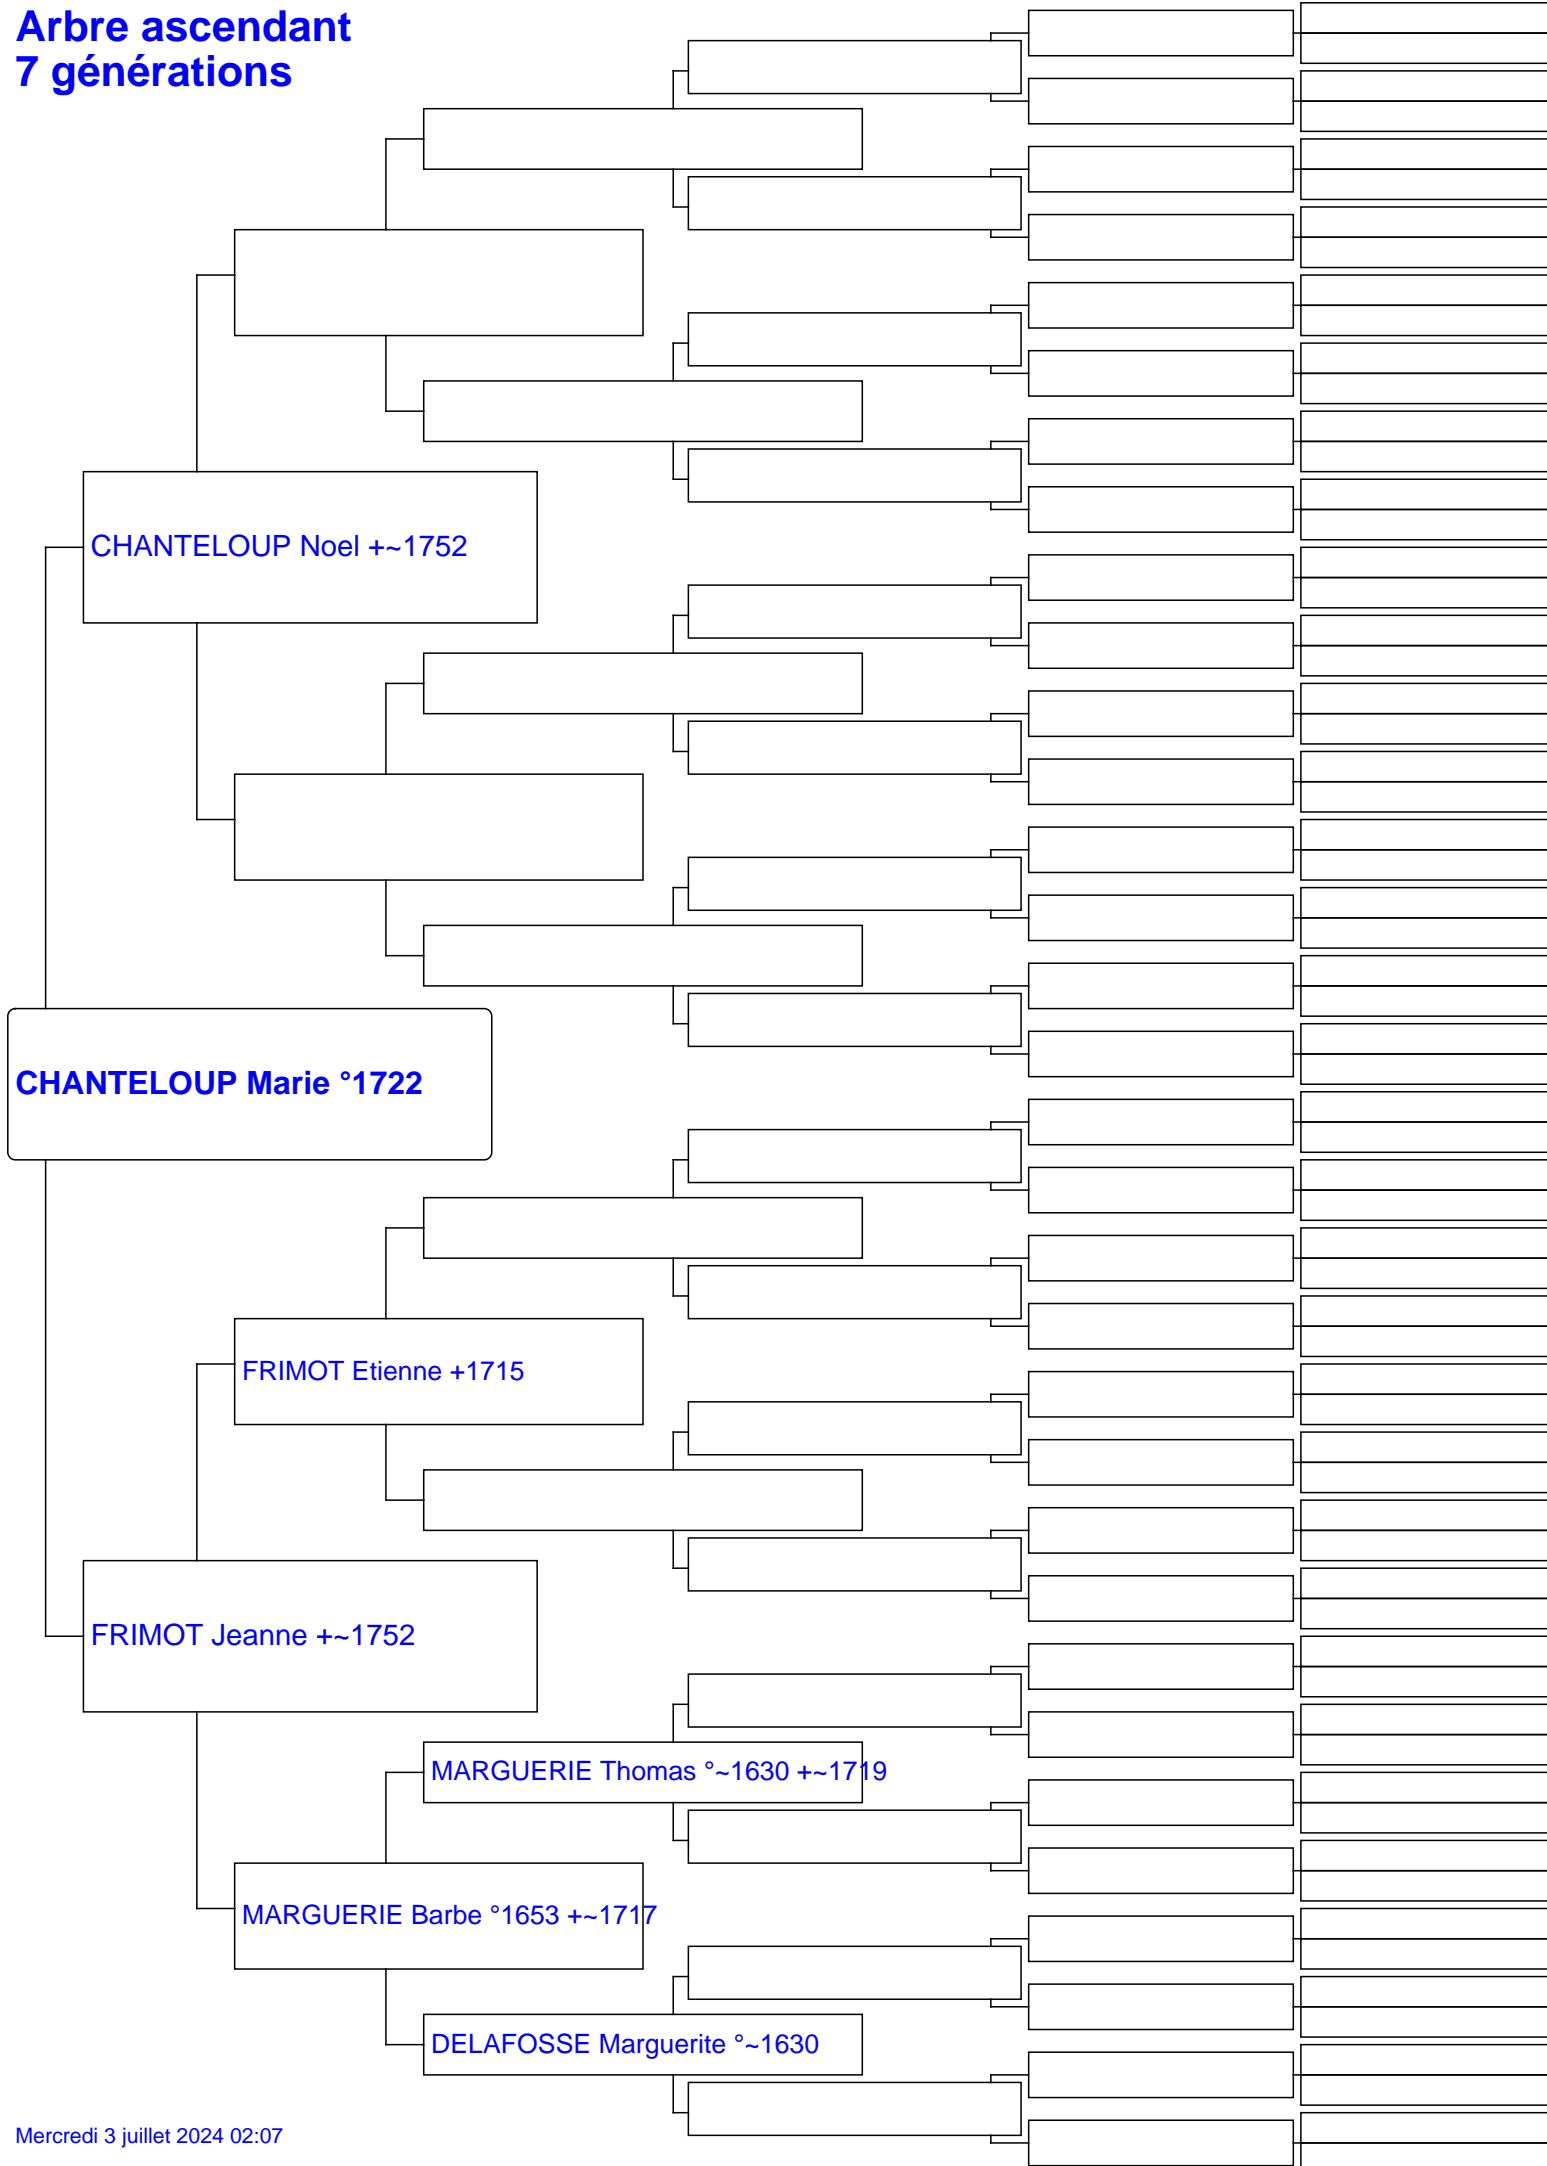 Arbre ascendant
7 générations
CHANTELOUP Noel +~1752
CHANTELOUP Marie °1722
FRIMOT Etienne +1715
FRIMOT Jeanne +~1752
MARGUERIE Thomas °~1630 +~1719
MARGUERIE Barbe °1653 +~1717
DELAFOSSE Marguerite °~1630
Mercredi 3 juillet 2024 02:07